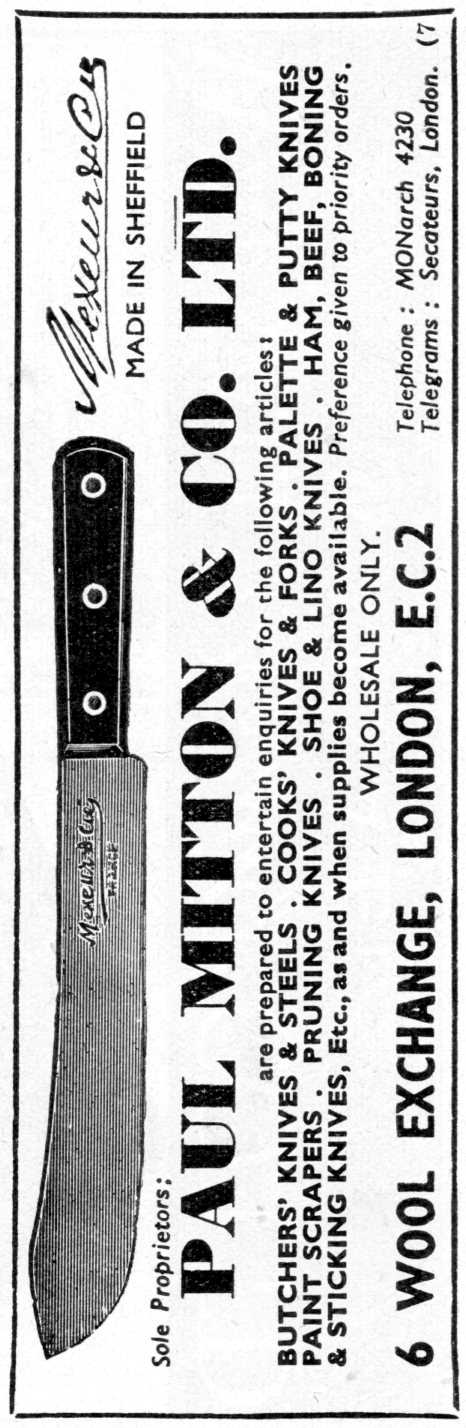 Mexeur & Cie
FRANCE
Mexeur & Co
MADE IN SHEFFIELD
Sole Proprietors:
PAUL MITTON & CO. LTD.
are prepared to entertain enquiries for the following articles:
BUTCHERS' KNIVES & STEELS . COOKS' KNIVES & FORKS . PALETTE & PUTTY KNIVES
PAINT SCRAPERS . PRUNING KNIVES . SHOE & LINO KNIVES . HAM, BEEF, BONING
& STICKING KNIVES, Etc., as and when supplies become available. Preference given to priority orders.
WHOLESALE ONLY.
6 WOOL EXCHANGE, LONDON, E.C.2
Telephone : MONarch 4230
Telegrams : Secateurs, London. (7